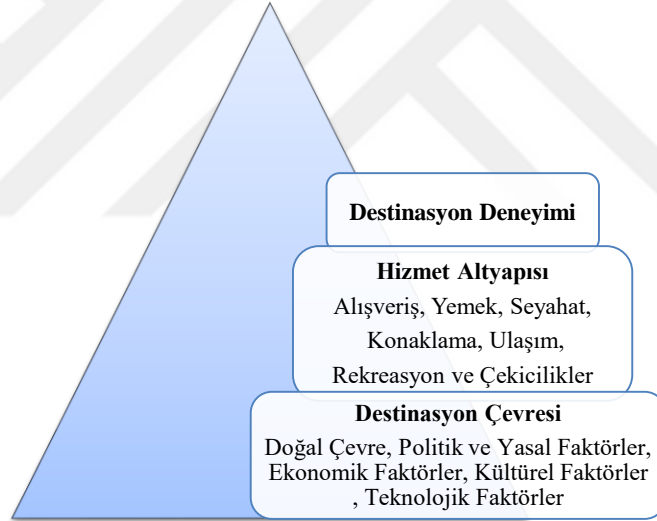 Destinasyon Deneyimi
Hizmet Altyapısı
Alışveriş, Yemek, Seyahat,
Konaklama, Ulaşım,
Rekreasyon ve Çekicilikler
Destinasyon Çevresi
Doğal Çevre, Politik ve Yasal Faktörler,
Ekonomik Faktörler, Kültürel Faktörler
, Teknolojik Faktörler